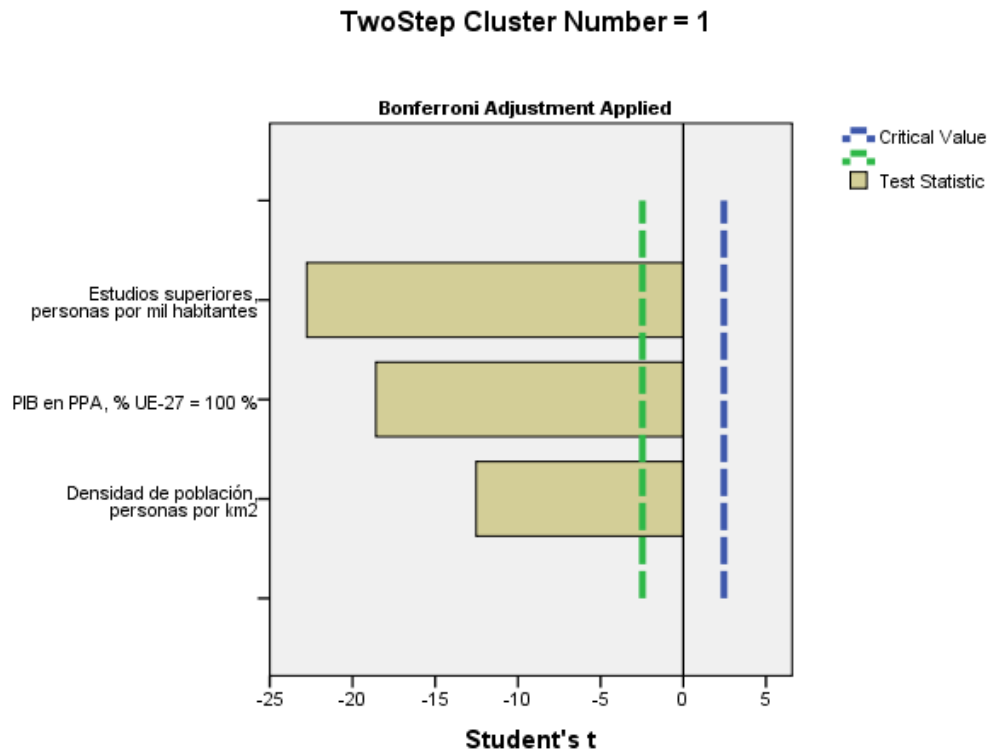 TwoStep Cluster Number = 1
Bonferroni Adjustment Applied
Critical Value
Test Statistic
Estudios superiores,
personas por mil habitantes
PIB en PPA, % UE-27 = 100 %
Densidad de población,
personas por km2
-25 -20 -15 -10 -5 0 5
Student's t